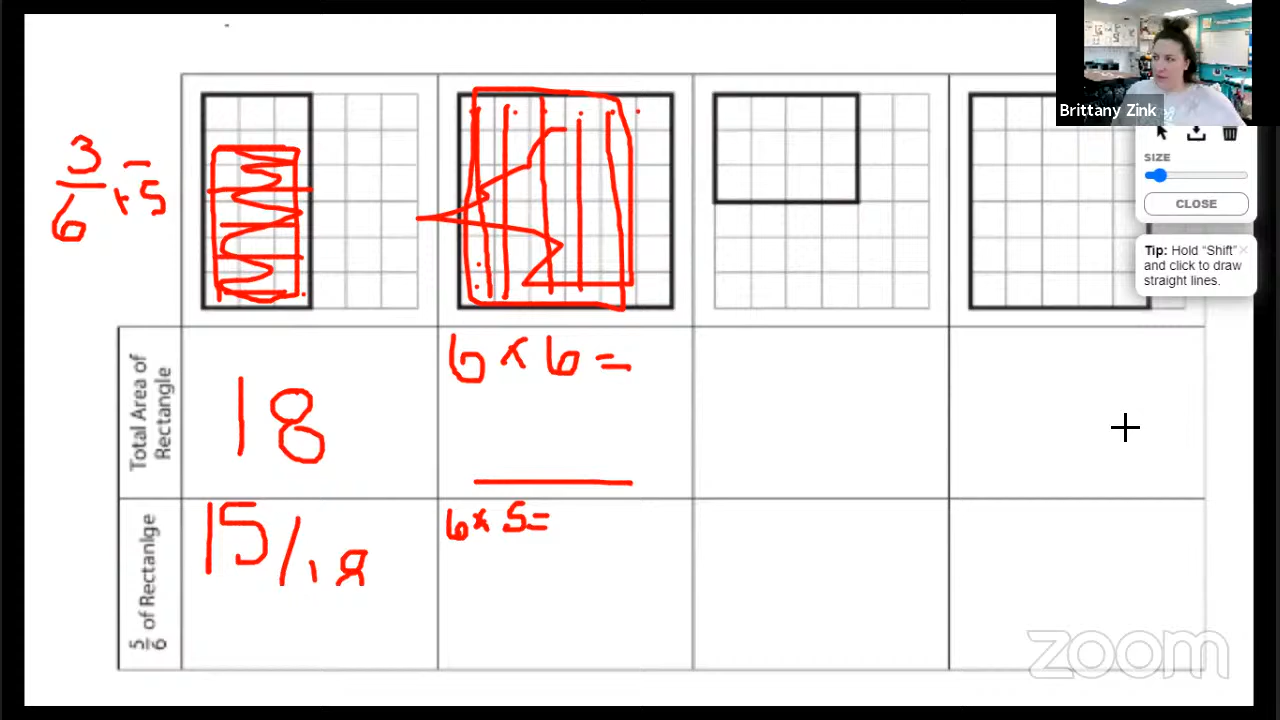 Brittany Zink
SIZE
CLOSE
Tip: Hold "Shift"
and click to draw
straight lines.
3/6 + 5
Total Area of
Rectangle
18
6 x 6 =
5/6 of Rectanlge
15/18
6 x 5 =
zoom